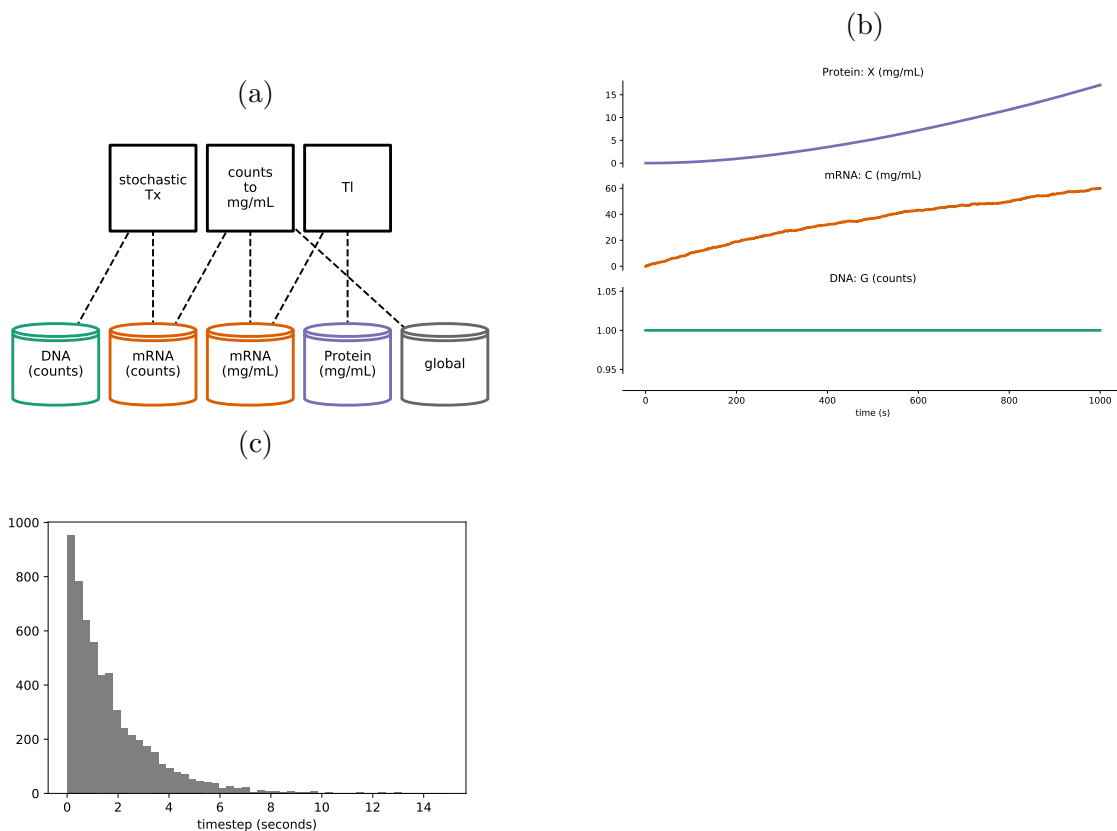 (a)
stochastic
Tx
counts
to
mg/mL
Tl
DNA
(counts)
mRNA
(counts)
mRNA
(mg/mL)
Protein
(mg/mL)
global
(b)
Protein: X (mg/mL)
15
10
5
0
mRNA: C (mg/mL)
60
40
20
0
DNA: G (counts)
1.05
1.00
0.95
0 200 400 600 800 1000
time (s)
(c)
1000
800
600
400
200
0
0 2 4 6 8 10 12 14
timestep (seconds)